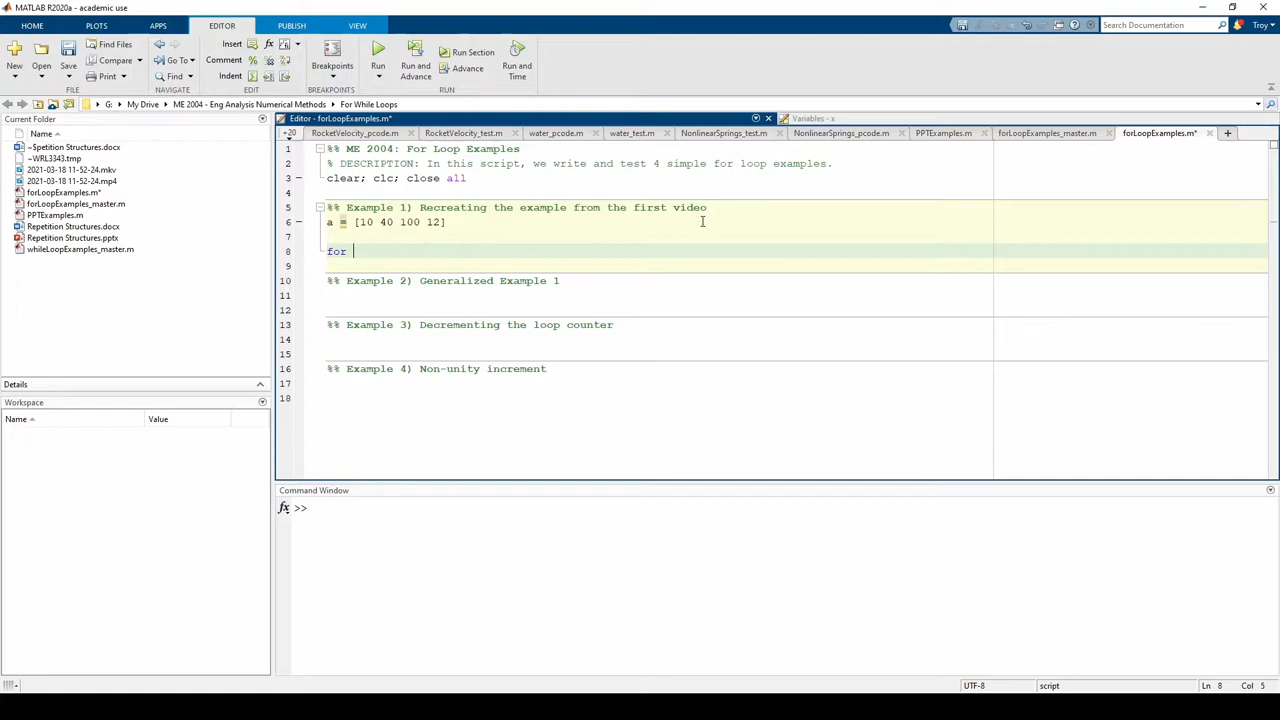 MATLAB R2020a - academic use
HOME PLOTS APPS EDITOR PUBLISH VIEW
Search Documentation
Troy
New Open Save Find Files Compare Print
Go To Find
Insert fx
Comment
Indent
Breakpoints
Run Run and Advance Run Section Advance Run and Time
FILE NAVIGATE EDIT BREAKPOINTS RUN
G: My Drive ME 2004 - Eng Analysis Numerical Methods For While Loops
Current Folder
Name
~$petition Structures.docx
~WRL3343.tmp
2021-03-18 11-52-24.mkv
2021-03-18 11-52-24.mp4
forLoopExamples.m*
forLoopExamples_master.m
PPTExamples.m
Repetition Structures.docx
Repetition Structures.pptx
whileLoopExamples_master.m
Details
Workspace
Name Value
Editor - forLoopExamples.m*
Variables - x
+20 RocketVelocity_pcode.m RocketVelocity_test.m water_pcode.m water_test.m NonlinearSprings_test.m NonlinearSprings_pcode.m PPTExamples.m forLoopExamples_master.m forLoopExamples.m*
1 %% ME 2004: For Loop Examples
2 % DESCRIPTION: In this script, we write and test 4 simple for loop examples.
3 clear; clc; close all
4
5 %% Example 1) Recreating the example from the first video
6 a = [10 40 100 12]
7
8 for
9
10 %% Example 2) Generalized Example 1
11
12
13 %% Example 3) Decrementing the loop counter
14
15
16 %% Example 4) Non-unity increment
17
18
Command Window
fx >>
UTF-8 script Ln 8 Col 5